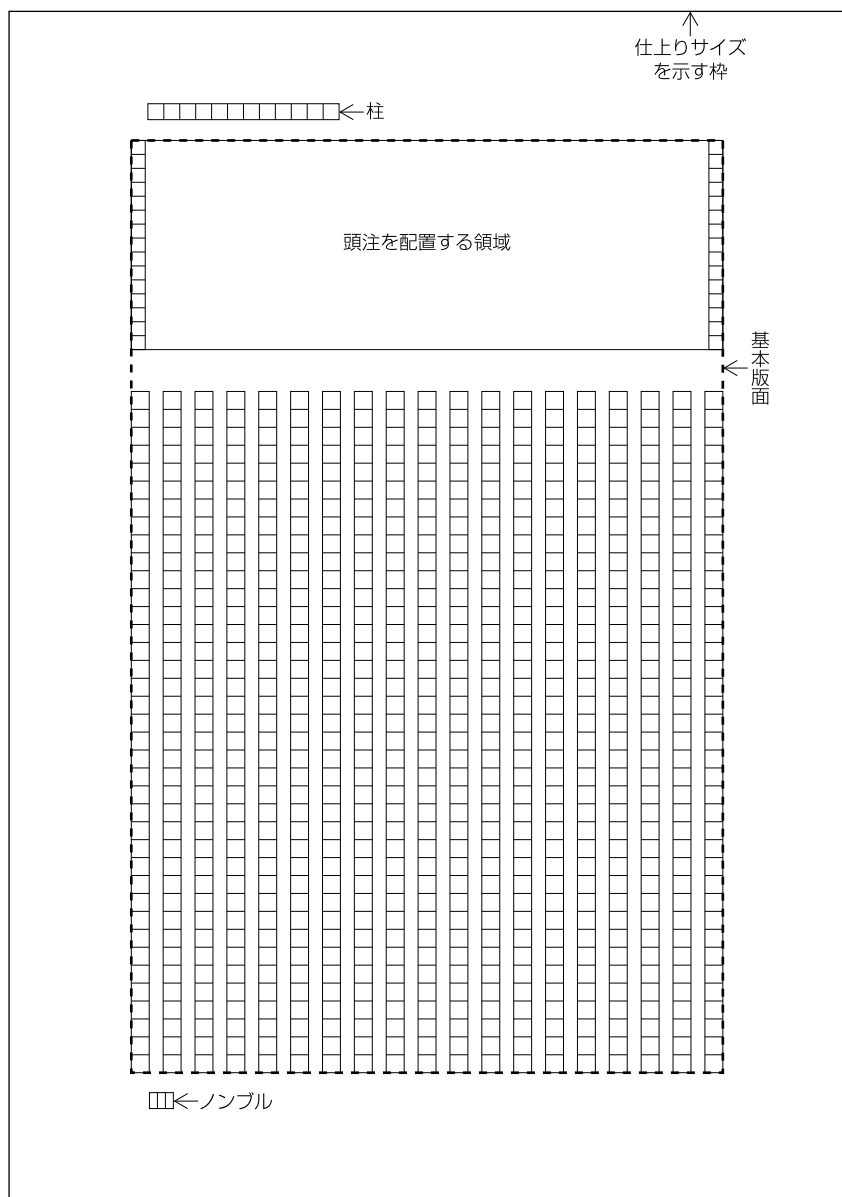 仕上りサイズ
を示す枠
柱
頭注を配置する領域
基本版面
ノンブル